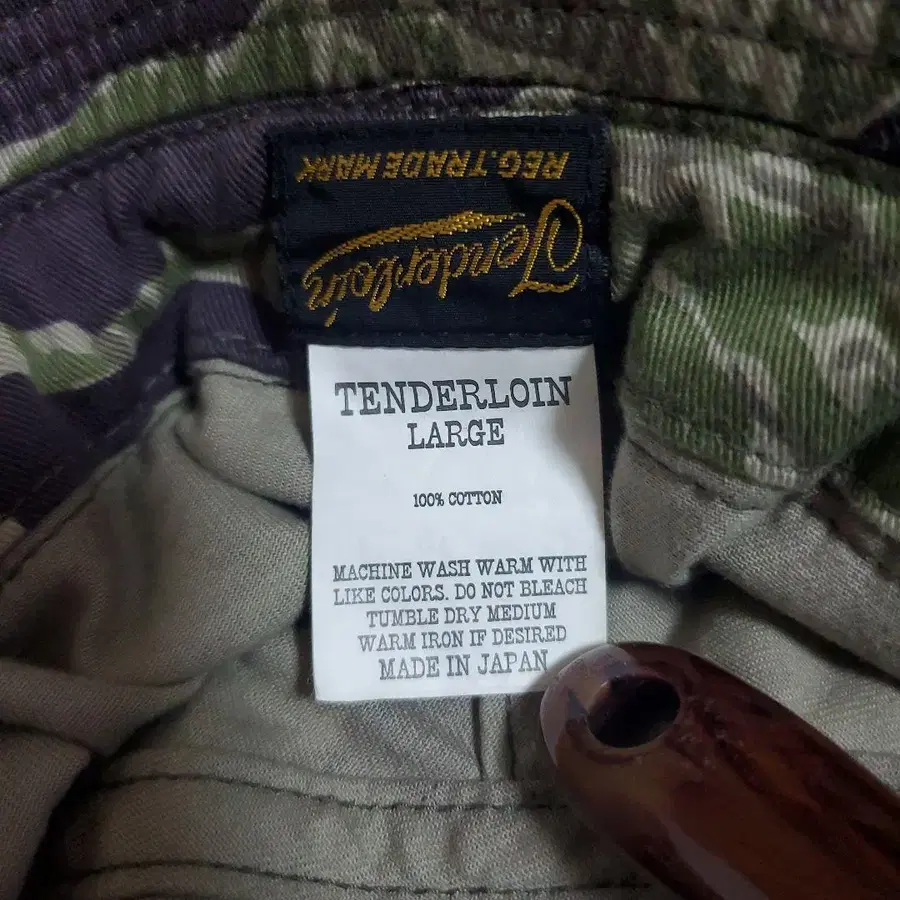 REG. TRADE MARK
Tenderloin
TENDERLOIN
LARGE
100% COTTON
MACHINE WASH WARM WITH
LIKE COLORS. DO NOT BLEACH
TUMBLE DRY MEDIUM
WARM IRON IF DESIRED
MADE IN JAPAN